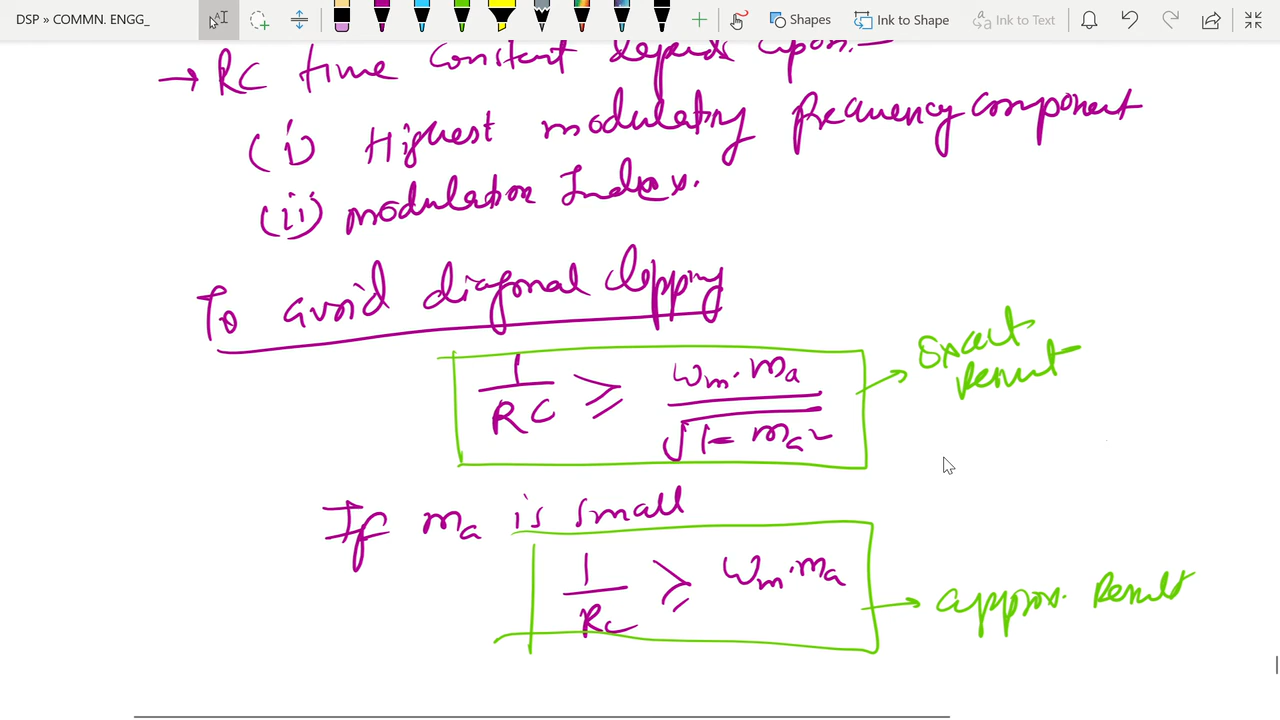 DSP » COMMN. ENGG_
Shapes
Ink to Shape
Ink to Text
→ RC time constant depends upon:-
(i) Highest modulating frequency component
(ii) modulation Index.
To avoid diagonal clipping
1/RC ≥ ωm·ma/√1-ma² → Exact Result
If ma is small
1/RC ≥ ωm·ma → approx. Result